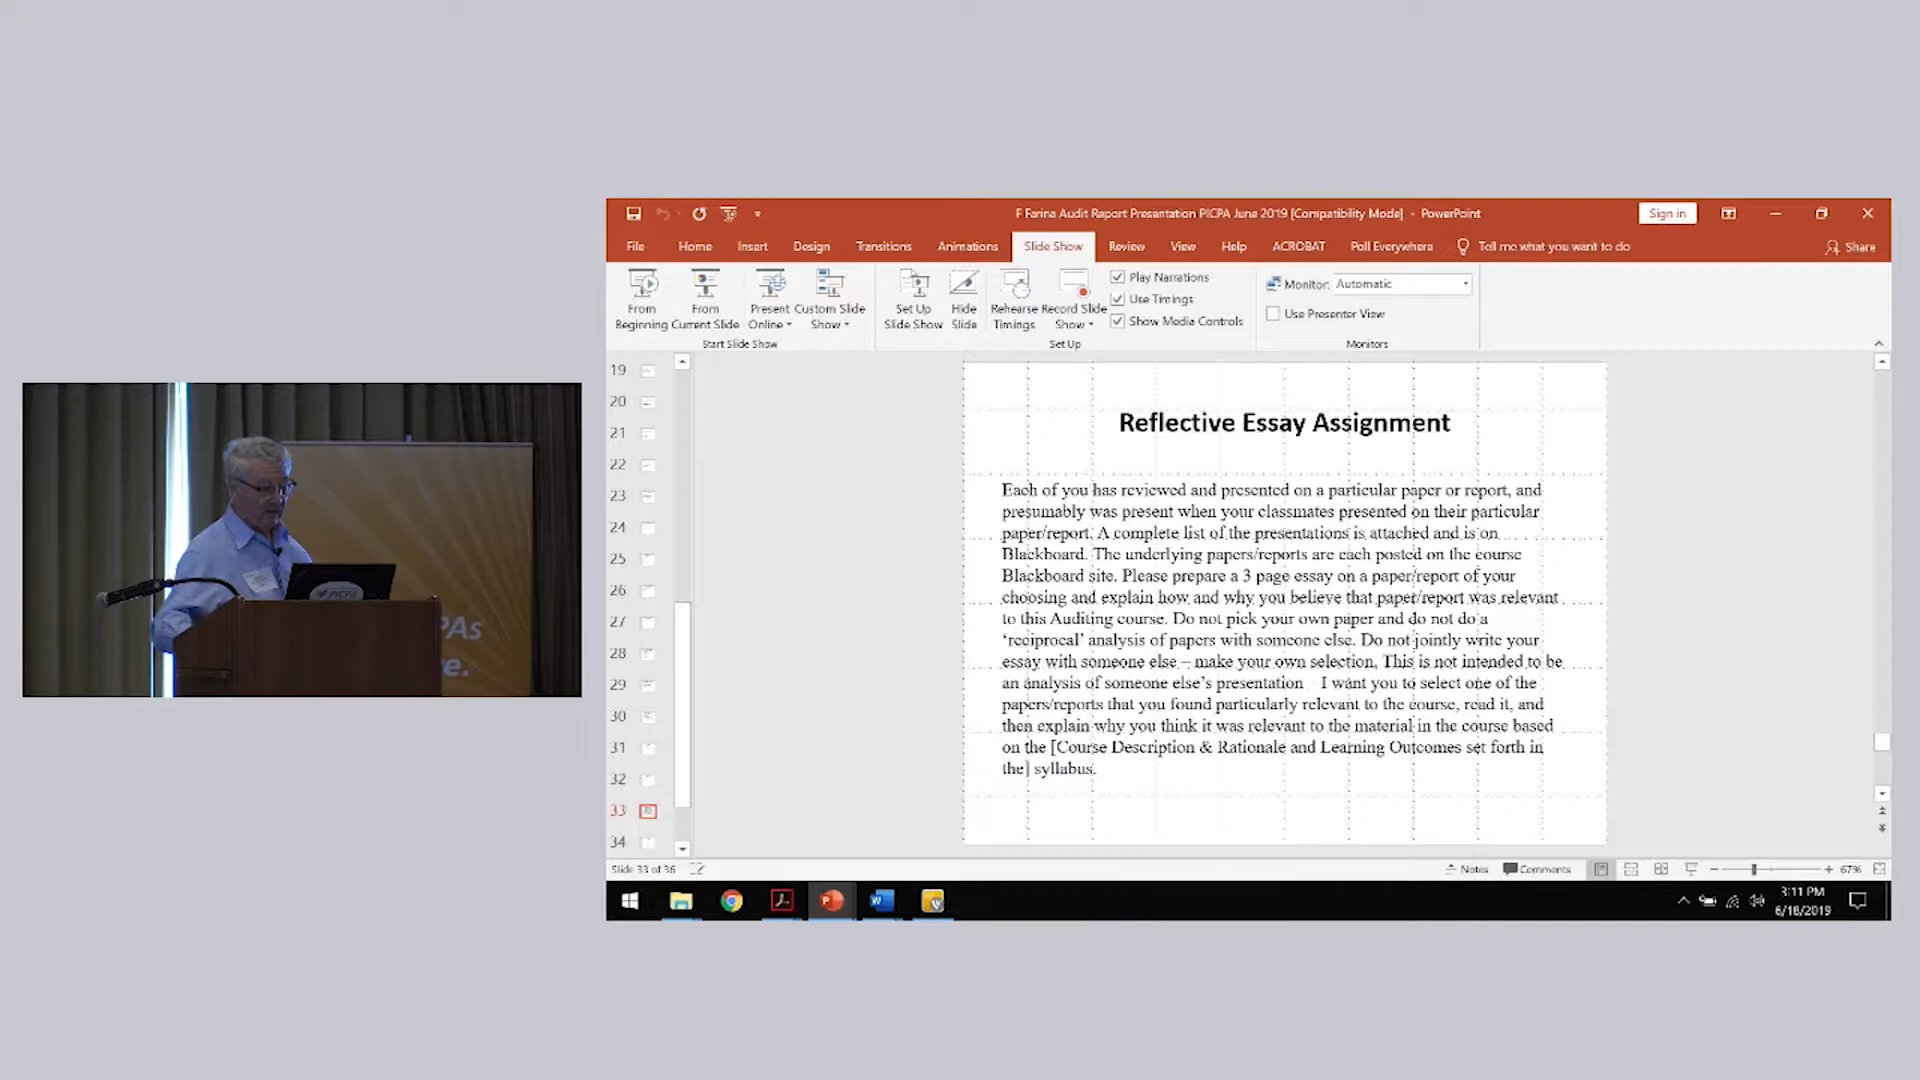 F Farina Audit Report Presentation PICPA June 2019 [Compatibility Mode] - PowerPoint
Sign in
File Home Insert Design Transitions Animations Slide Show Review View Help ACROBAT Poll Everywhere Tell me what you want to do Share
From Beginning
From Current Slide
Present Online
Custom Slide Show
Set Up Slide Show
Hide Slide
Rehearse Timings
Record Slide Show
Play Narrations
Use Timings
Show Media Controls
Monitor: Automatic
Use Presenter View
Start Slide Show
Set Up
Monitors
19
20
21
22
23
24
25
26
27
28
29
30
31
32
33
34
Reflective Essay Assignment
Each of you has reviewed and presented on a particular paper or report, and
presumably was present when your classmates presented on their particular
paper/report. A complete list of the presentations is attached and is on
Blackboard. The underlying papers/reports are each posted on the course
Blackboard site. Please prepare a 3 page essay on a paper/report of your
choosing and explain how and why you believe that paper/report was relevant
to this Auditing course. Do not pick your own paper and do not do a
‘reciprocal’ analysis of papers with someone else. Do not jointly write your
essay with someone else – make your own selection. This is not intended to be
an analysis of someone else’s presentation I want you to select one of the
papers/reports that you found particularly relevant to the course, read it, and
then explain why you think it was relevant to the material in the course based
on the [Course Description & Rationale and Learning Outcomes set forth in
the] syllabus.
Slide 33 of 36
Notes Comments 67%
3:11 PM
6/18/2019
PICPA
PAs
e.